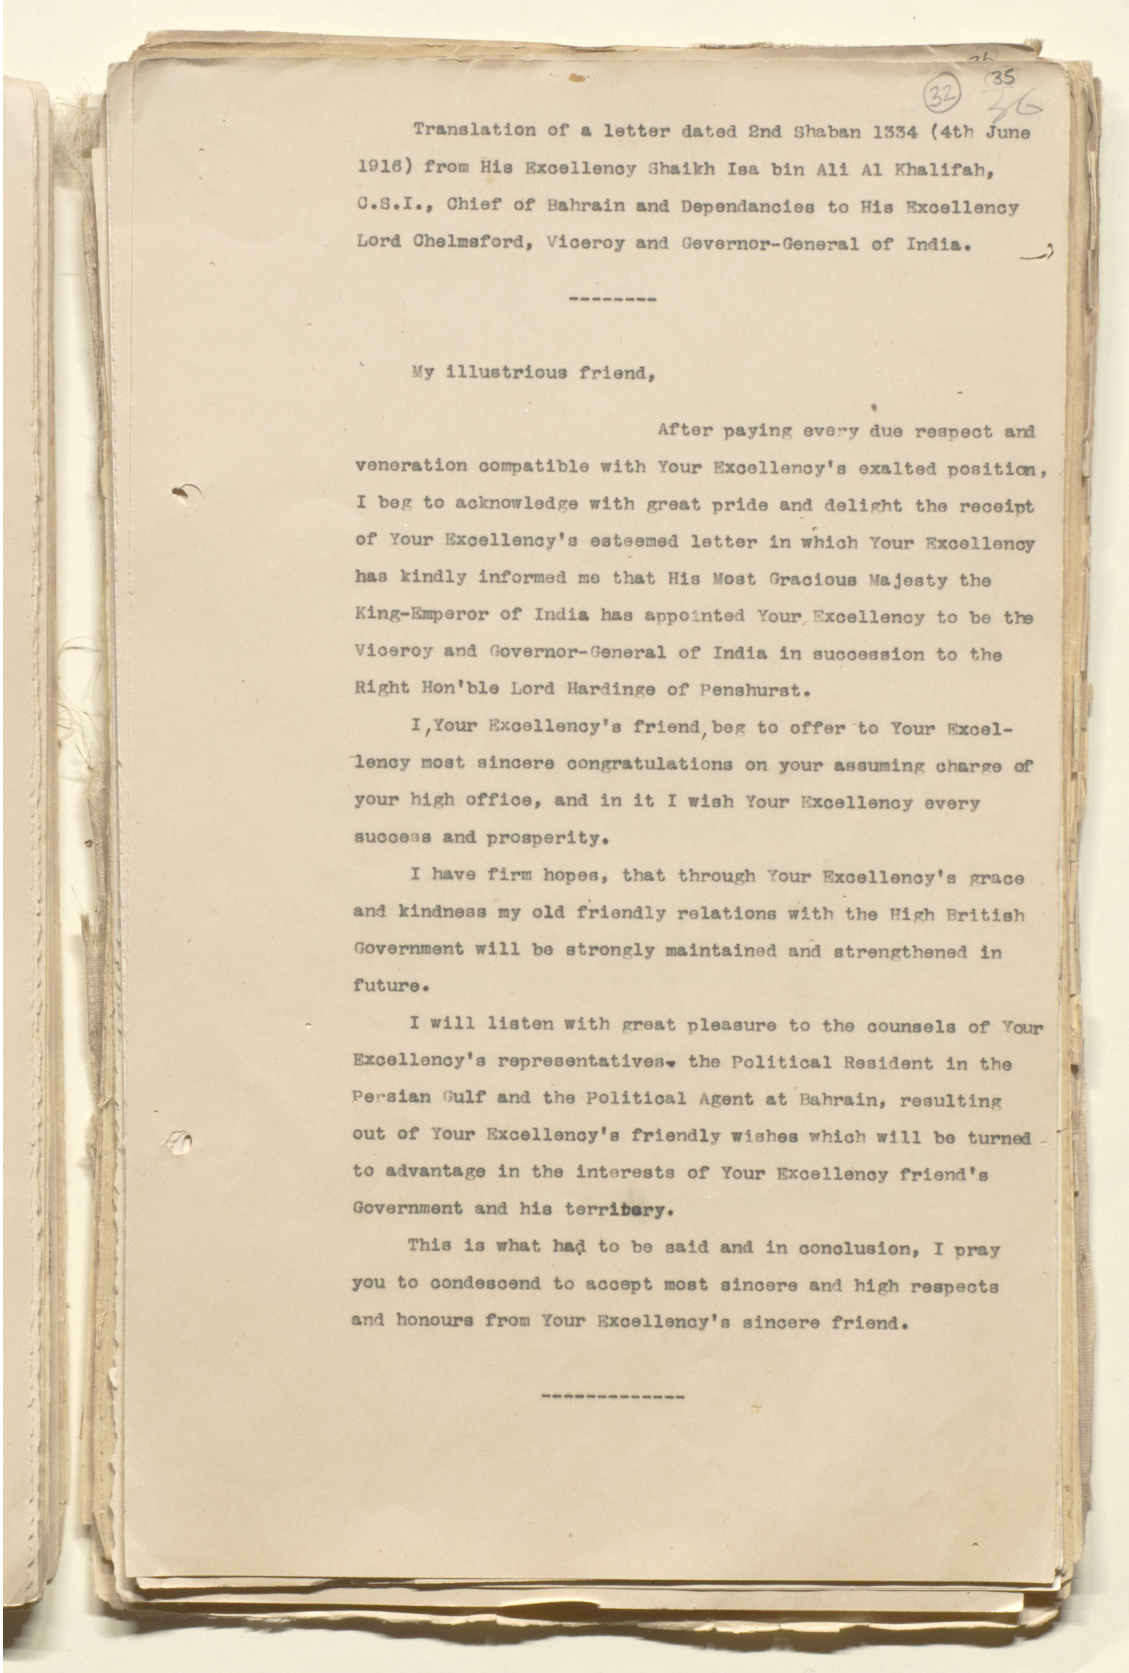 32
35
36
Translation of a letter dated 2nd Shaban 1334 (4th June
1916) from His Excellency Shaikh Isa bin Ali Al Khalifah,
C.S.I., Chief of Bahrain and Dependancies to His Excellency
Lord Chelmsford, Viceroy and Gevernor-General of India.
--------
My illustrious friend,
After paying every due respect and
veneration compatible with Your Excellency's exalted position,
I beg to acknowledge with great pride and delight the receipt
of Your Excellency's esteemed letter in which Your Excellency
has kindly informed me that His Most Gracious Majesty the
King-Emperor of India has appointed Your Excellency to be the
Viceroy and Governor-General of India in succession to the
Right Hon'ble Lord Hardinge of Penshurst.
I, Your Excellency's friend, beg to offer to Your Excel-
lency most sincere congratulations on your assuming charge of
your high office, and in it I wish Your Excellency every
success and prosperity.
I have firm hopes, that through Your Excellency's grace
and kindness my old friendly relations with the High British
Government will be strongly maintained and strengthened in
future.
I will listen with great pleasure to the counsels of Your
Excellency's representatives, the Political Resident in the
Persian Gulf and the Political Agent at Bahrain, resulting
out of Your Excellency's friendly wishes which will be turned
to advantage in the interests of Your Excellency friend's
Government and his territory.
This is what had to be said and in conclusion, I pray
you to condescend to accept most sincere and high respects
and honours from Your Excellency's sincere friend.
-------------